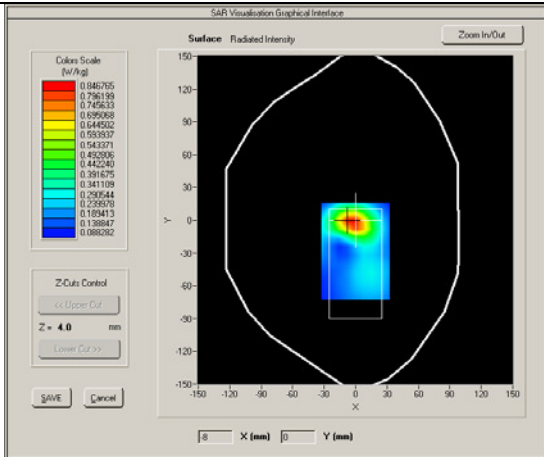 SAR Visualisation Graphical Interface
Surface Radiated Intensity
Zoom In/Out
Colors Scale
(W/kg)
0.846765
0.796199
0.745633
0.695068
0.644502
0.593937
0.543371
0.492806
0.442240
0.391675
0.341109
0.290544
0.239978
0.189413
0.138847
0.088282
150
120
90
60
30
0
-30
-60
-90
-120
-150
Y
-150 -120 -90 -60 -30 0 30 60 90 120 150
X
Z-Cuts Control
<< Upper Cut
Z = 4.0 mm
Lower Cut >>
SAVE Cancel
-8 X (mm) 0 Y (mm)